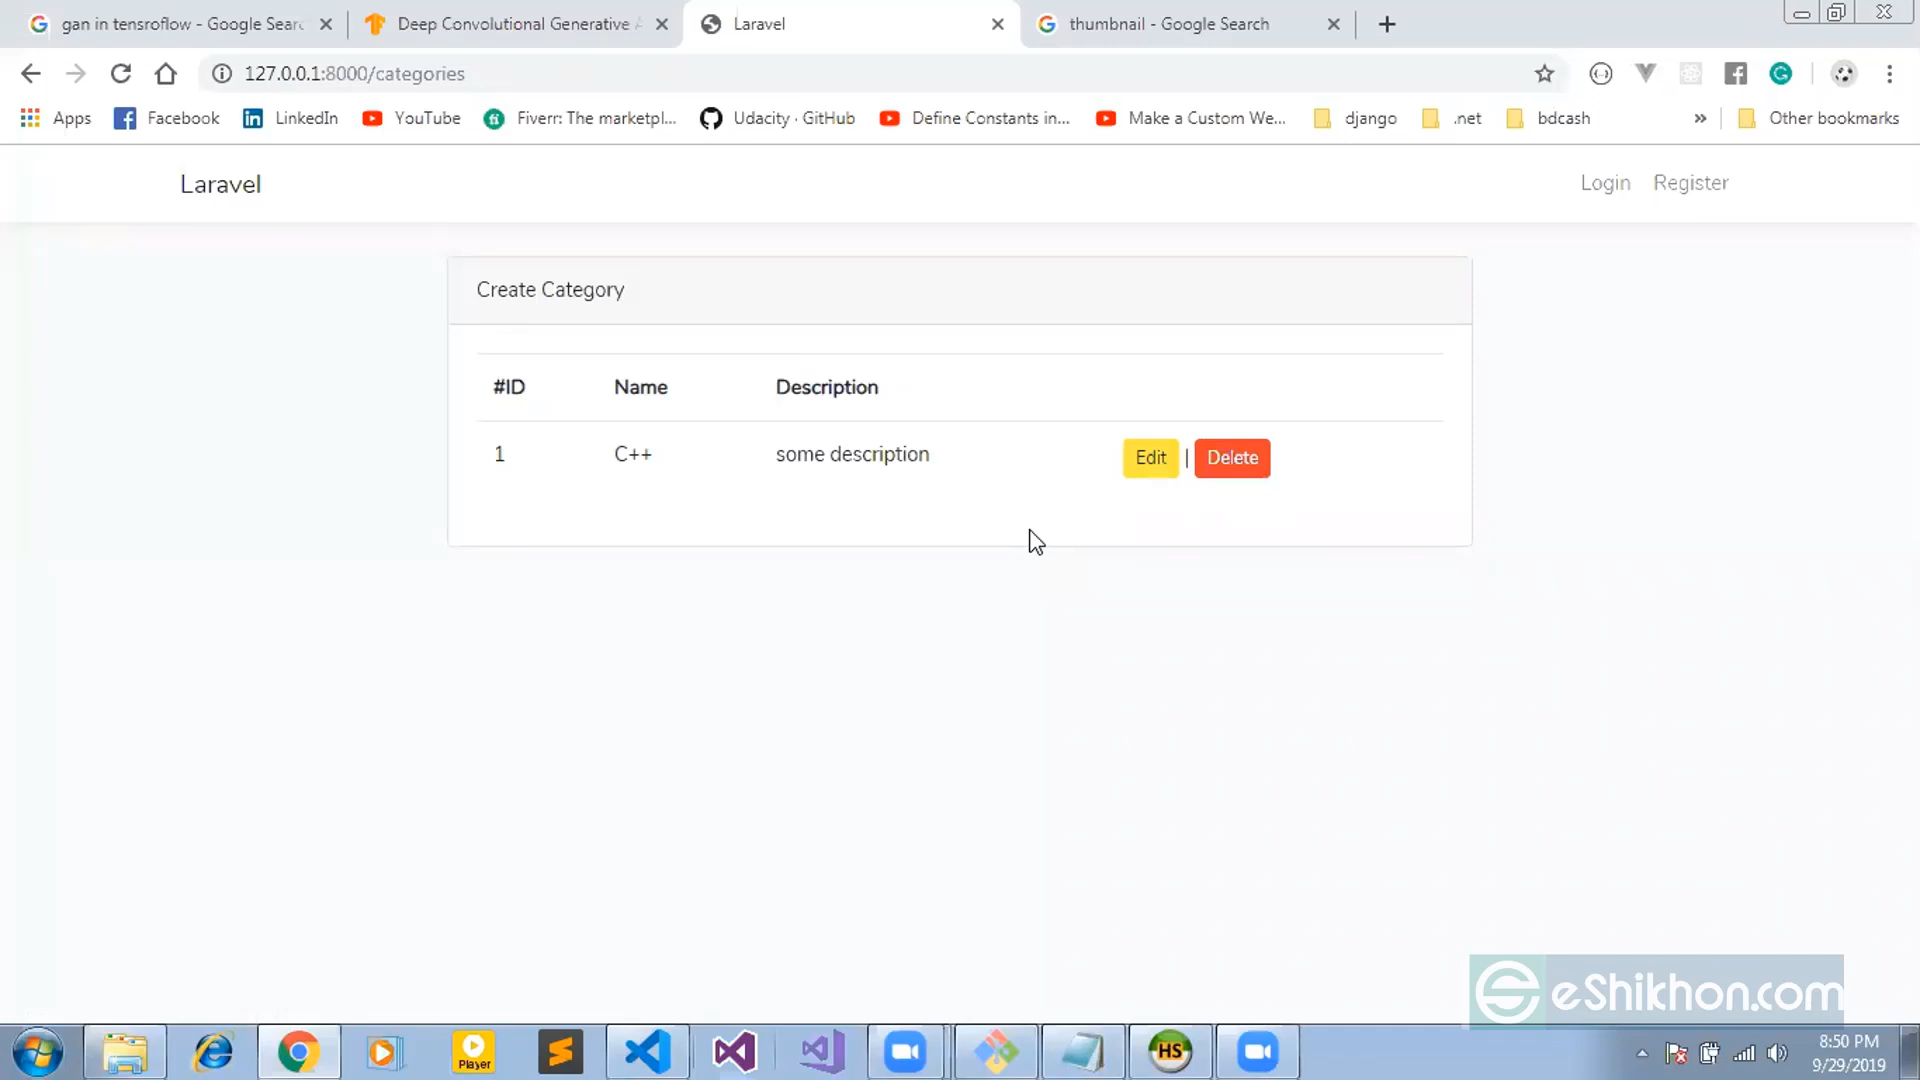 gan in tensroflow - Google Searc
Deep Convolutional Generative A
Laravel
thumbnail - Google Search
127.0.0.1:8000/categories
Apps
Facebook
LinkedIn
YouTube
Fiverr: The marketpl...
Udacity · GitHub
Define Constants in...
Make a Custom We...
django
.net
bdcash
»
Other bookmarks
Laravel
Login
Register
Create Category
#ID Name Description
1 C++ some description Edit | Delete
eShikhon.com
Player
HS
8:50 PM
9/29/2019